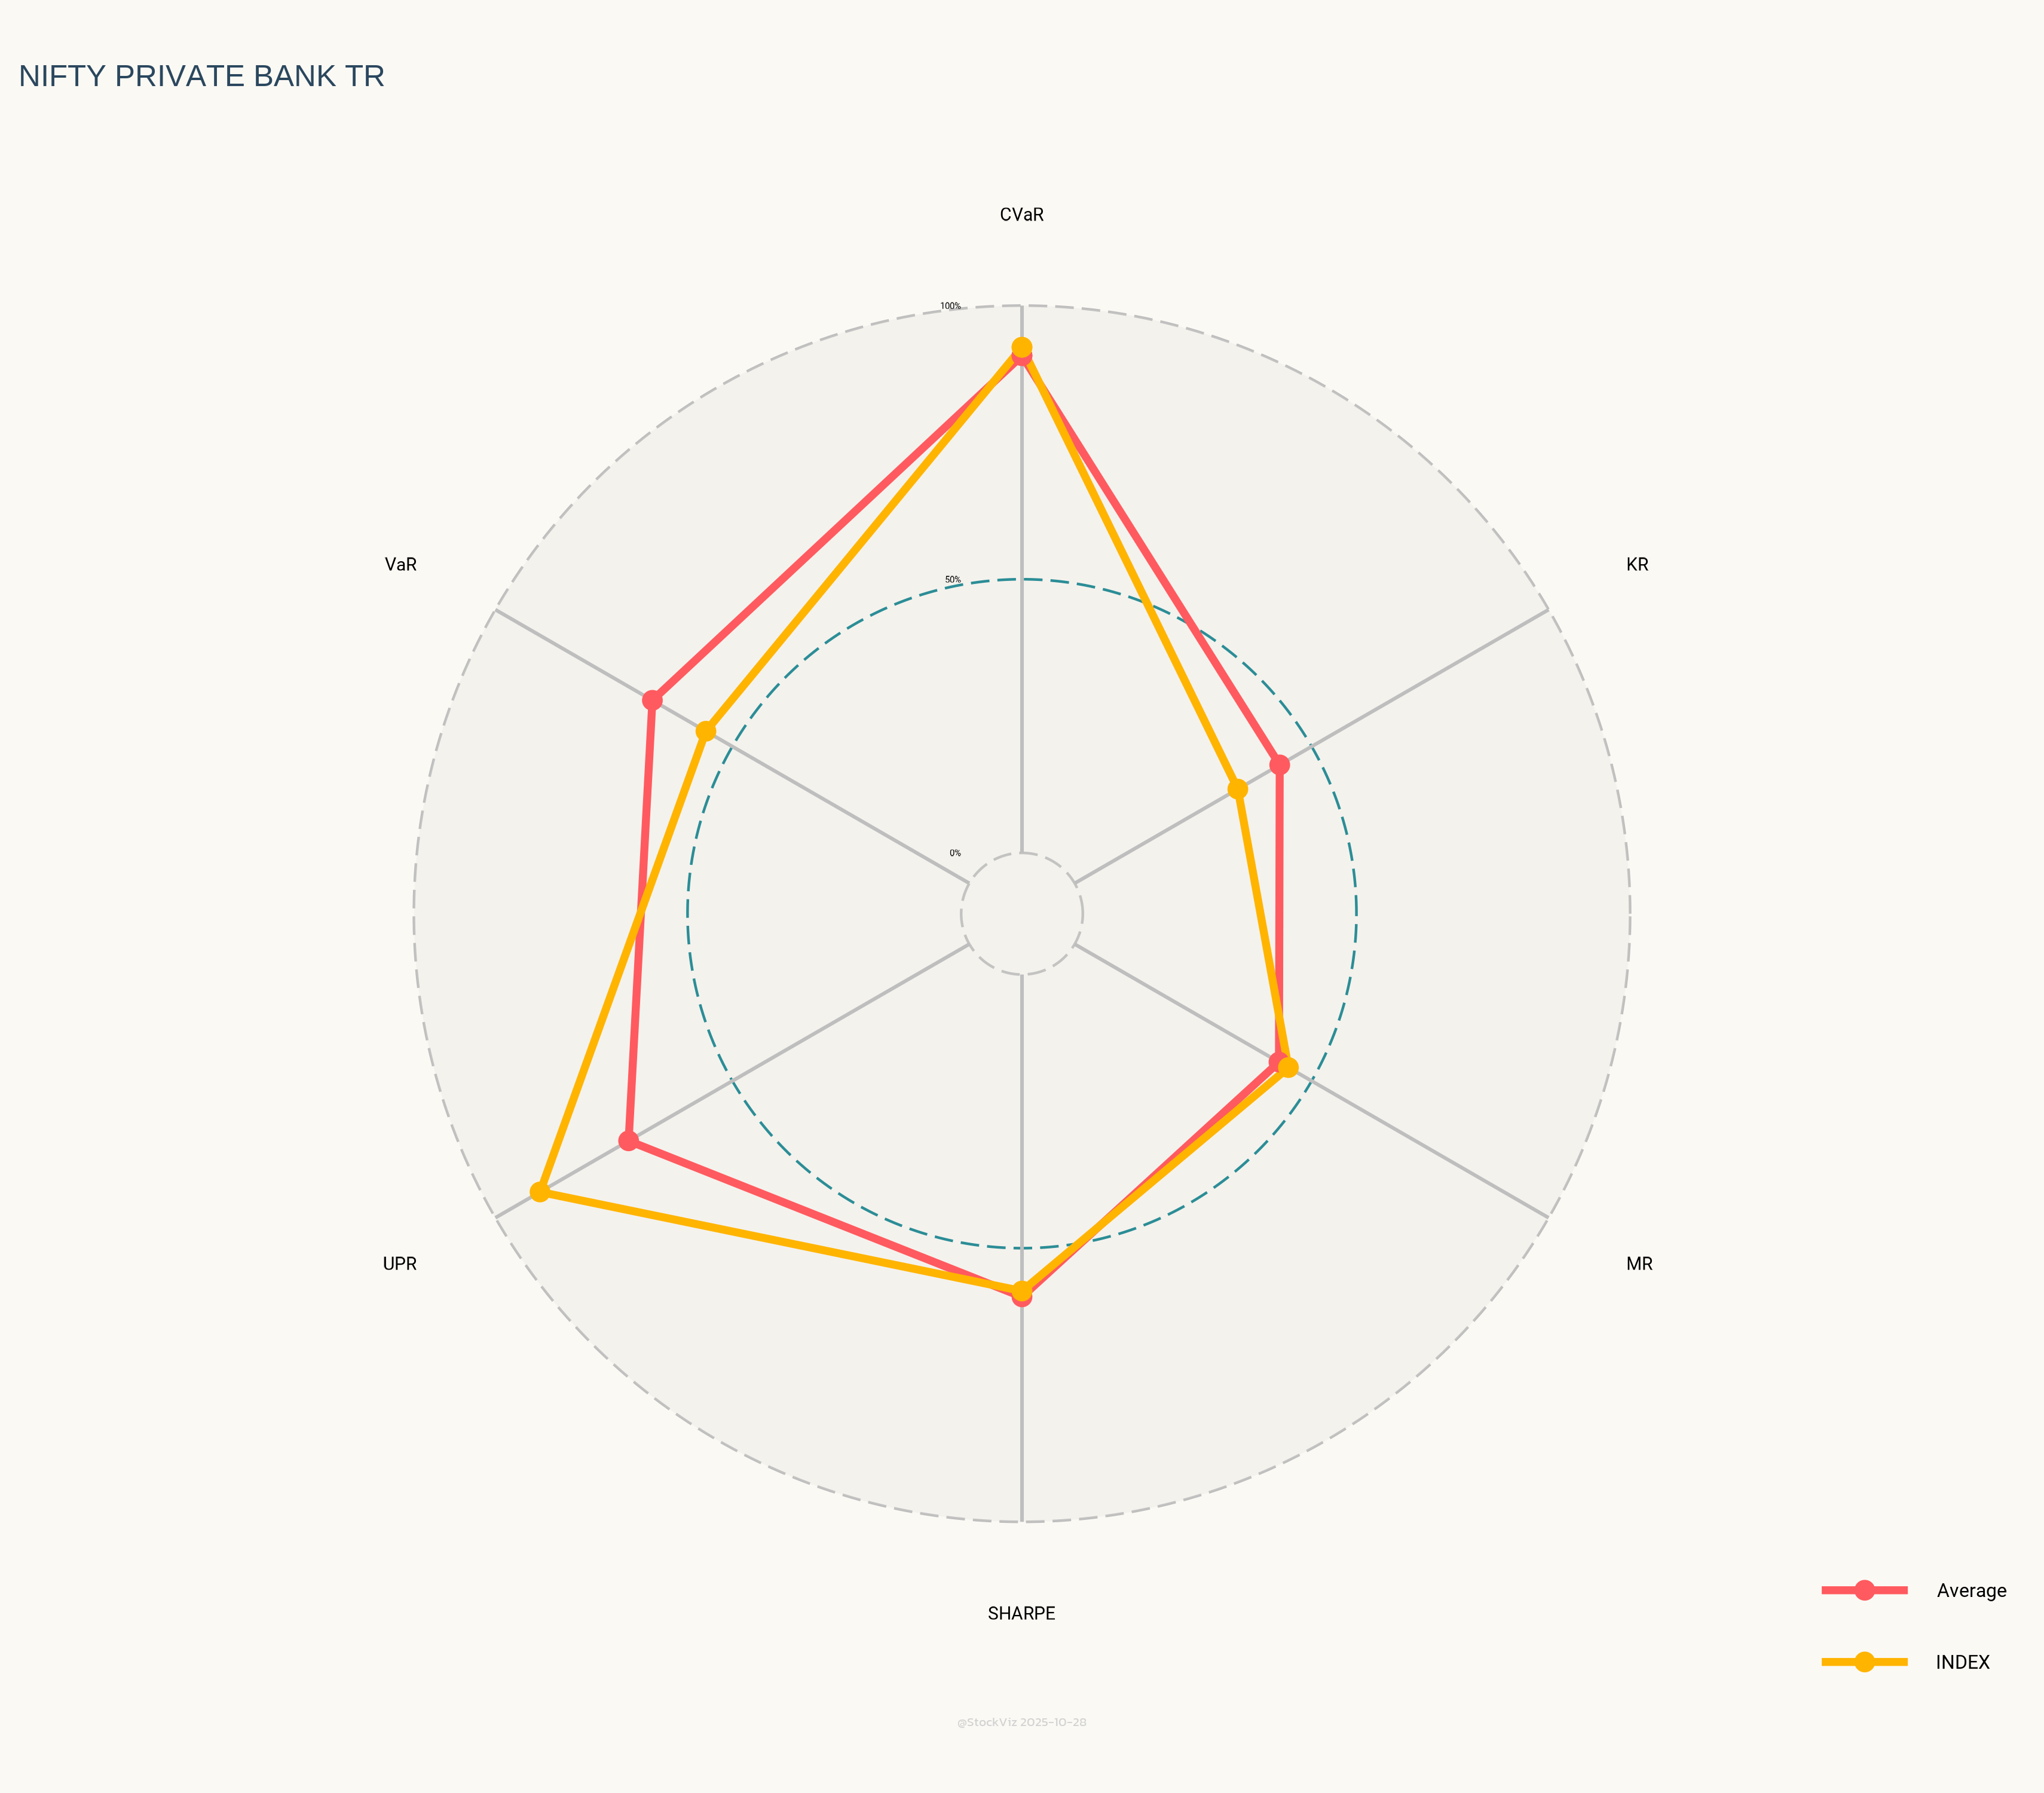 NIFTY PRIVATE BANK TR
CVaR
100%
VaR
KR
50%
0%
UPR
MR
SHARPE
Average
INDEX
@StockViz 2025-10-28